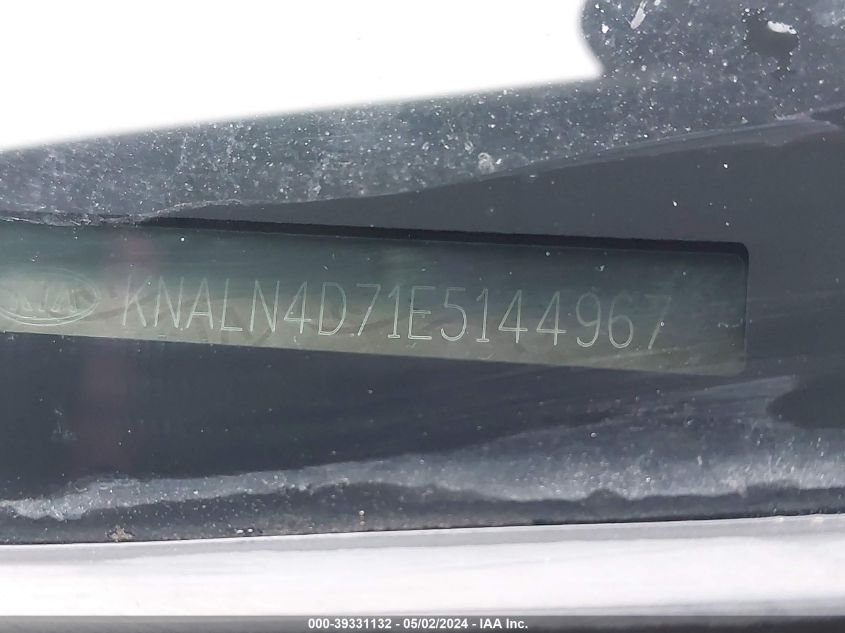 KIA KNALN4D71E5144967
000-39331132 - 05/02/2024 - IAA Inc.